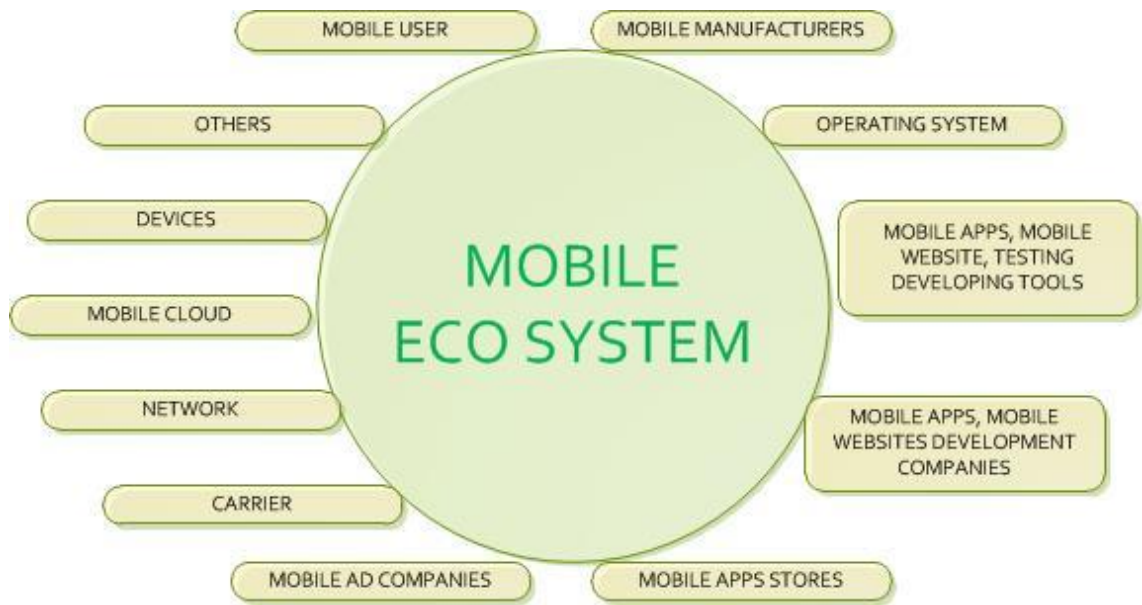 MOBILE USER
MOBILE MANUFACTURERS
OTHERS
OPERATING SYSTEM
DEVICES
MOBILE APPS, MOBILE
WEBSITE, TESTING
DEVELOPING TOOLS
MOBILE
ECO SYSTEM
MOBILE CLOUD
NETWORK
MOBILE APPS, MOBILE
WEBSITES DEVELOPMENT
COMPANIES
CARRIER
MOBILE AD COMPANIES
MOBILE APPS STORES